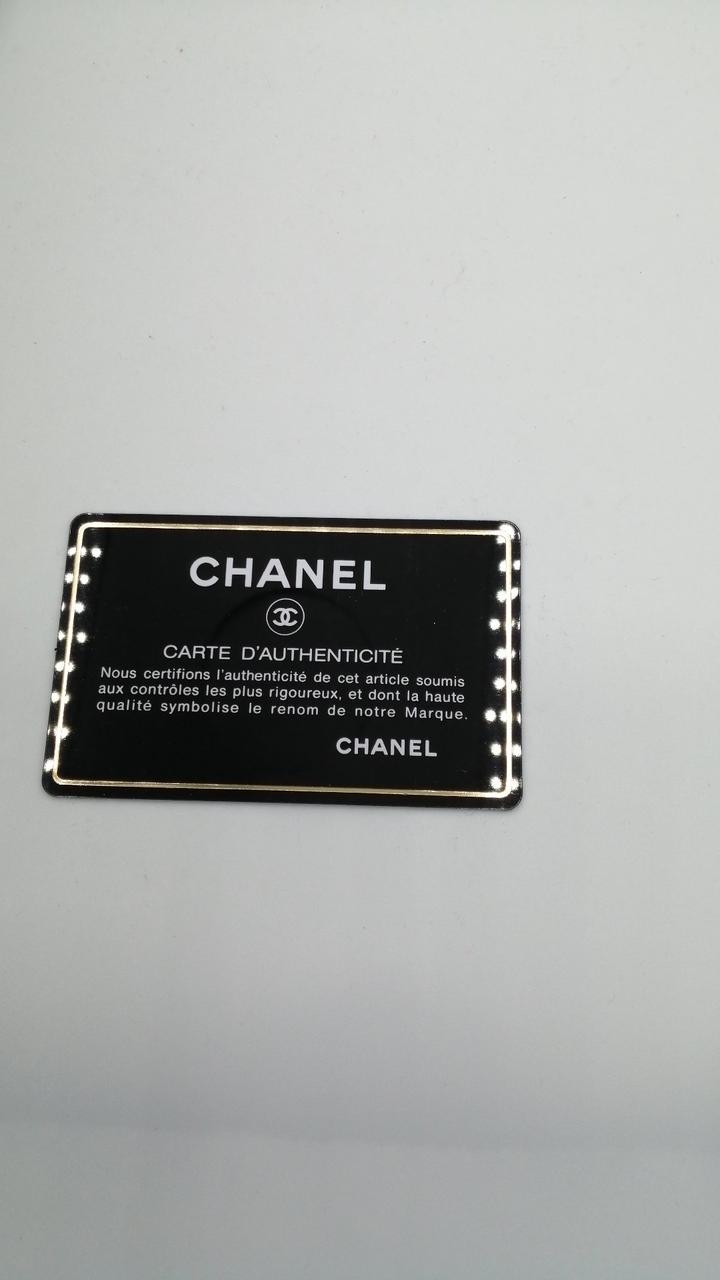 CHANEL
CARTE D'AUTHENTICITÉ
Nous certifions l'authenticité de cet article soumis
aux contrôles les plus rigoureux, et dont la haute
qualité symbolise le renom de notre Marque.
CHANEL